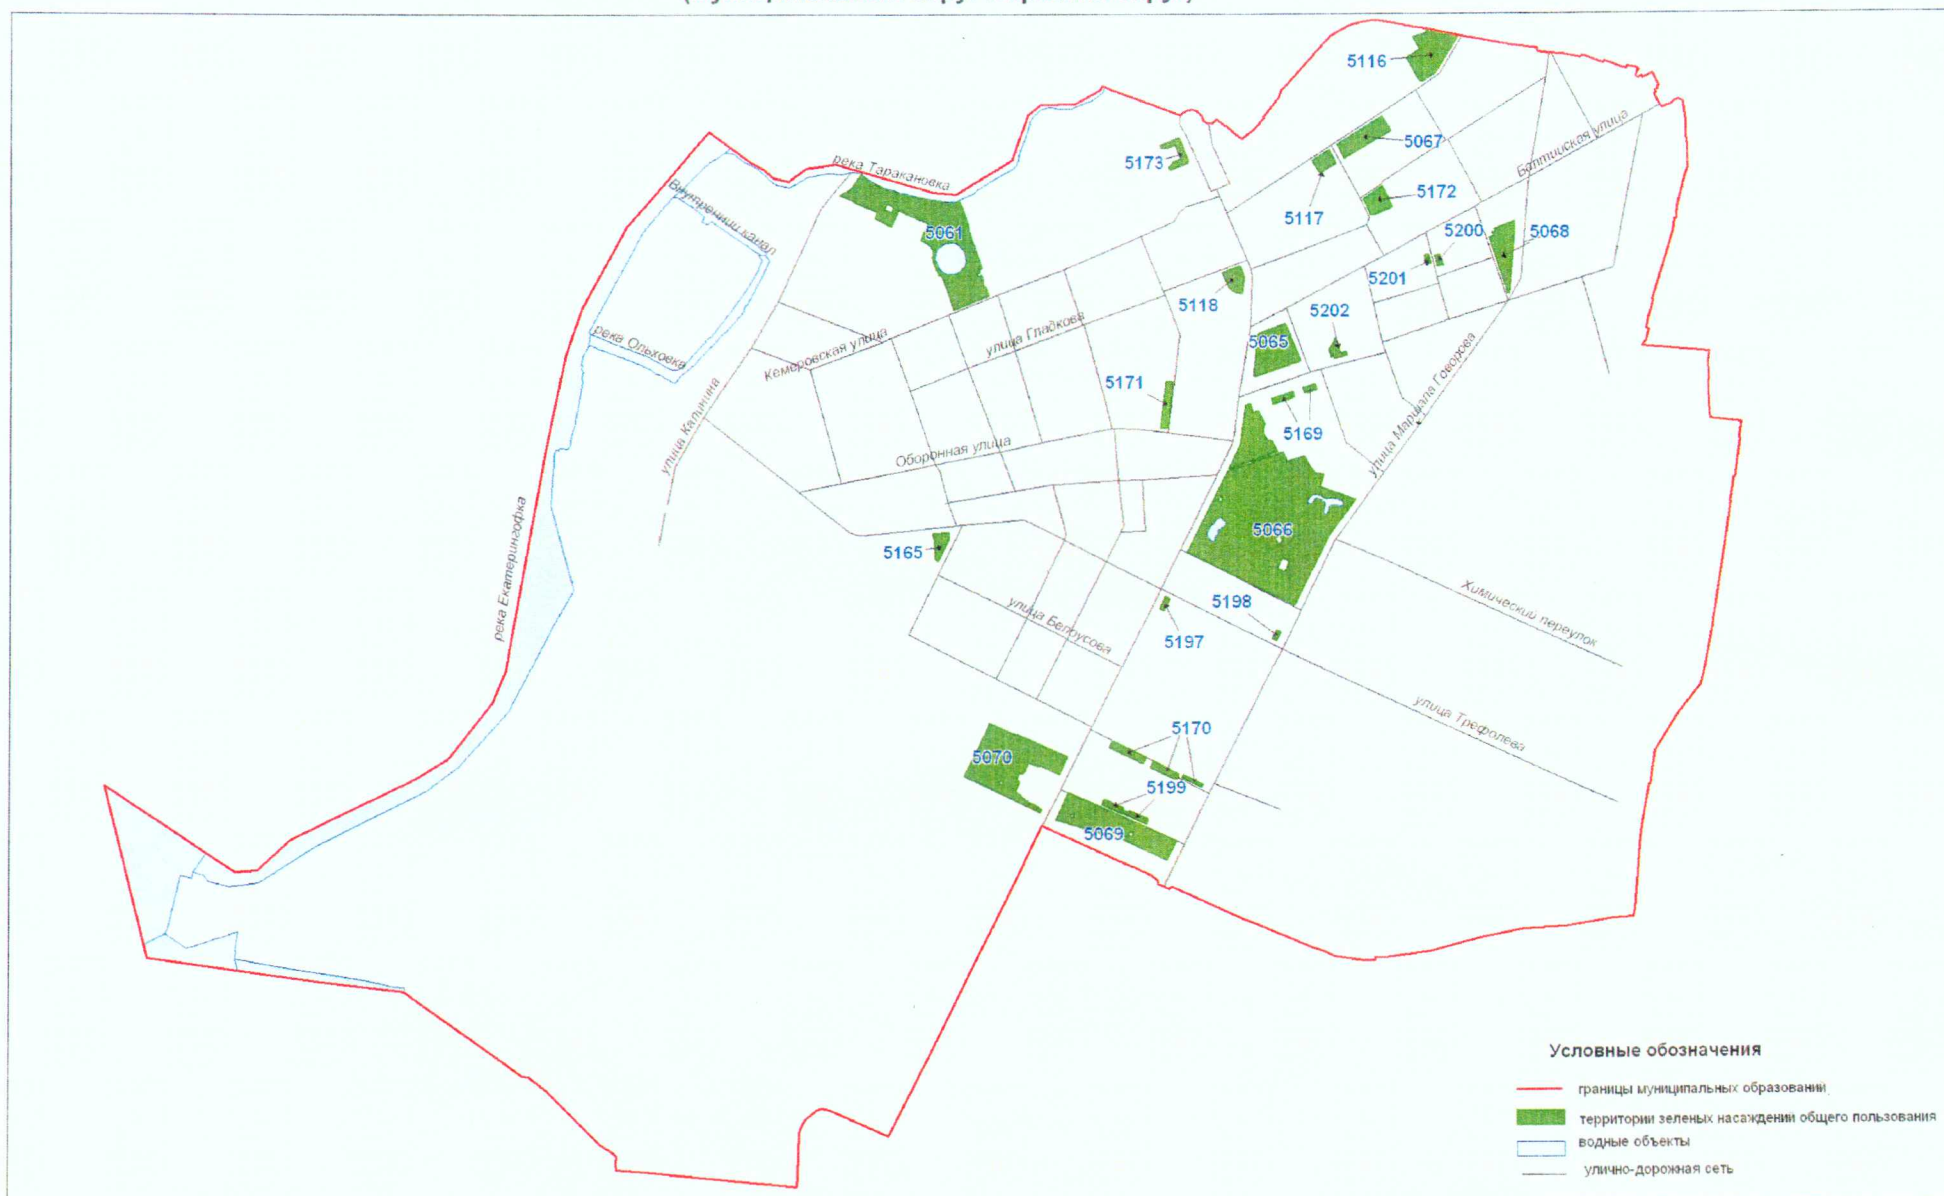 5116
5067
5173
река Таракановка
Балтийская улица
Внутренний канал
5117
5172
5061
5200
5068
5201
5118
5202
улица Гладкова
река Ольховка
Кемеровская улица
5065
улица Калинина
5171
улица Маршала Говорова
5169
Оборонная улица
река Екатерингофка
5066
5165
Химический переулок
5198
улица Белоусова
5197
улица Трефолева
5170
5070
5199
5069
Условные обозначения
границы муниципальных образований
территории зеленых насаждений общего пользования
водные объекты
улично-дорожная сеть